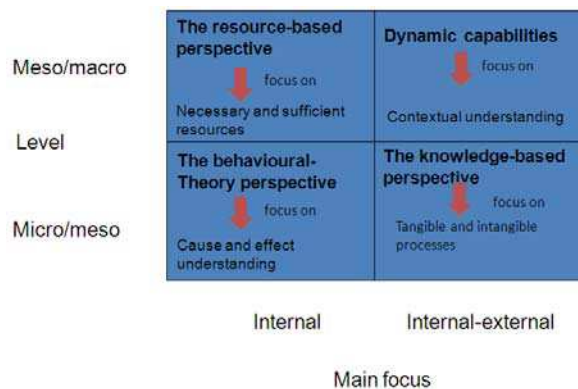 Meso/macro
Level
Micro/meso
The resource-based
perspective
focus on
Necessary and sufficient
resources
Dynamic capabilities
focus on
Contextual understanding
The behavioural-
Theory perspective
focus on
Cause and effect
understanding
The knowledge-based
perspective
focus on
Tangible and intangible
processes
Internal
Internal-external
Main focus